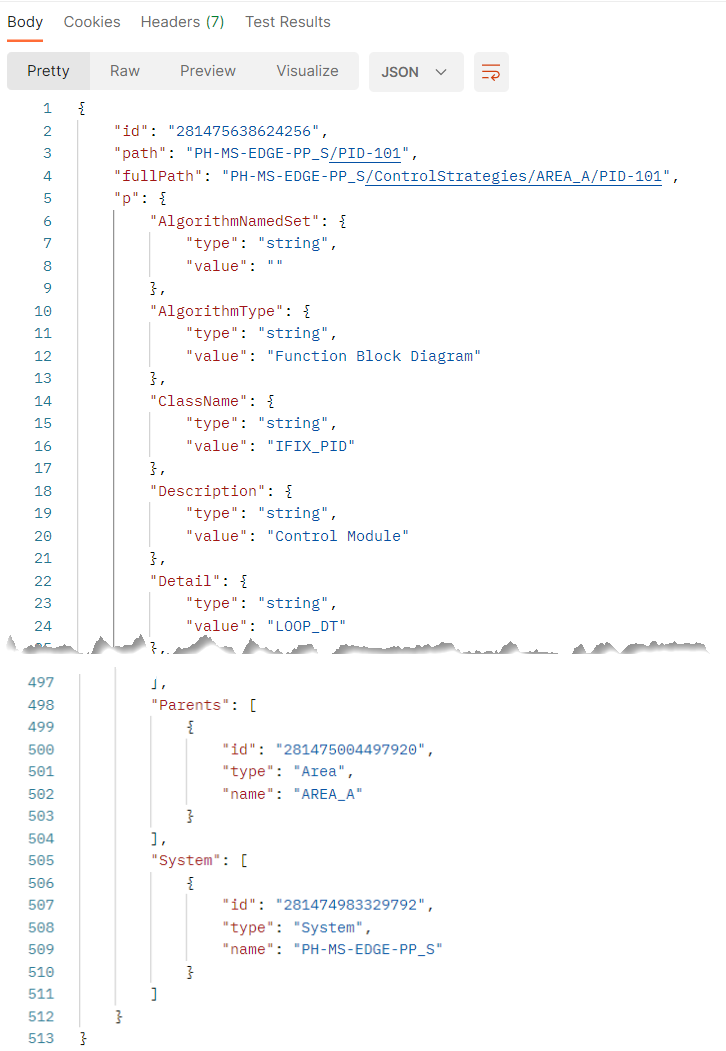 Body Cookies Headers (7) Test Results
Pretty Raw Preview Visualize JSON
1 {
2 "id": "281475638624256",
3 "path": "PH-MS-EDGE-PP_S/PID-101",
4 "fullPath": "PH-MS-EDGE-PP_S/ControlStrategies/AREA_A/PID-101",
5 "p": {
6 "AlgorithmNamedSet": {
7 "type": "string",
8 "value": ""
9 },
10 "AlgorithmType": {
11 "type": "string",
12 "value": "Function Block Diagram"
13 },
14 "ClassName": {
15 "type": "string",
16 "value": "IFIX_PID"
17 },
18 "Description": {
19 "type": "string",
20 "value": "Control Module"
21 },
22 "Detail": {
23 "type": "string",
24 "value": "LOOP_DT"
25 },
497 ],
498 "Parents": [
499 {
500 "id": "281475004497920",
501 "type": "Area",
502 "name": "AREA_A"
503 }
504 ],
505 "System": [
506 {
507 "id": "281474983329792",
508 "type": "System",
509 "name": "PH-MS-EDGE-PP_S"
510 }
511 ]
512 }
513 }